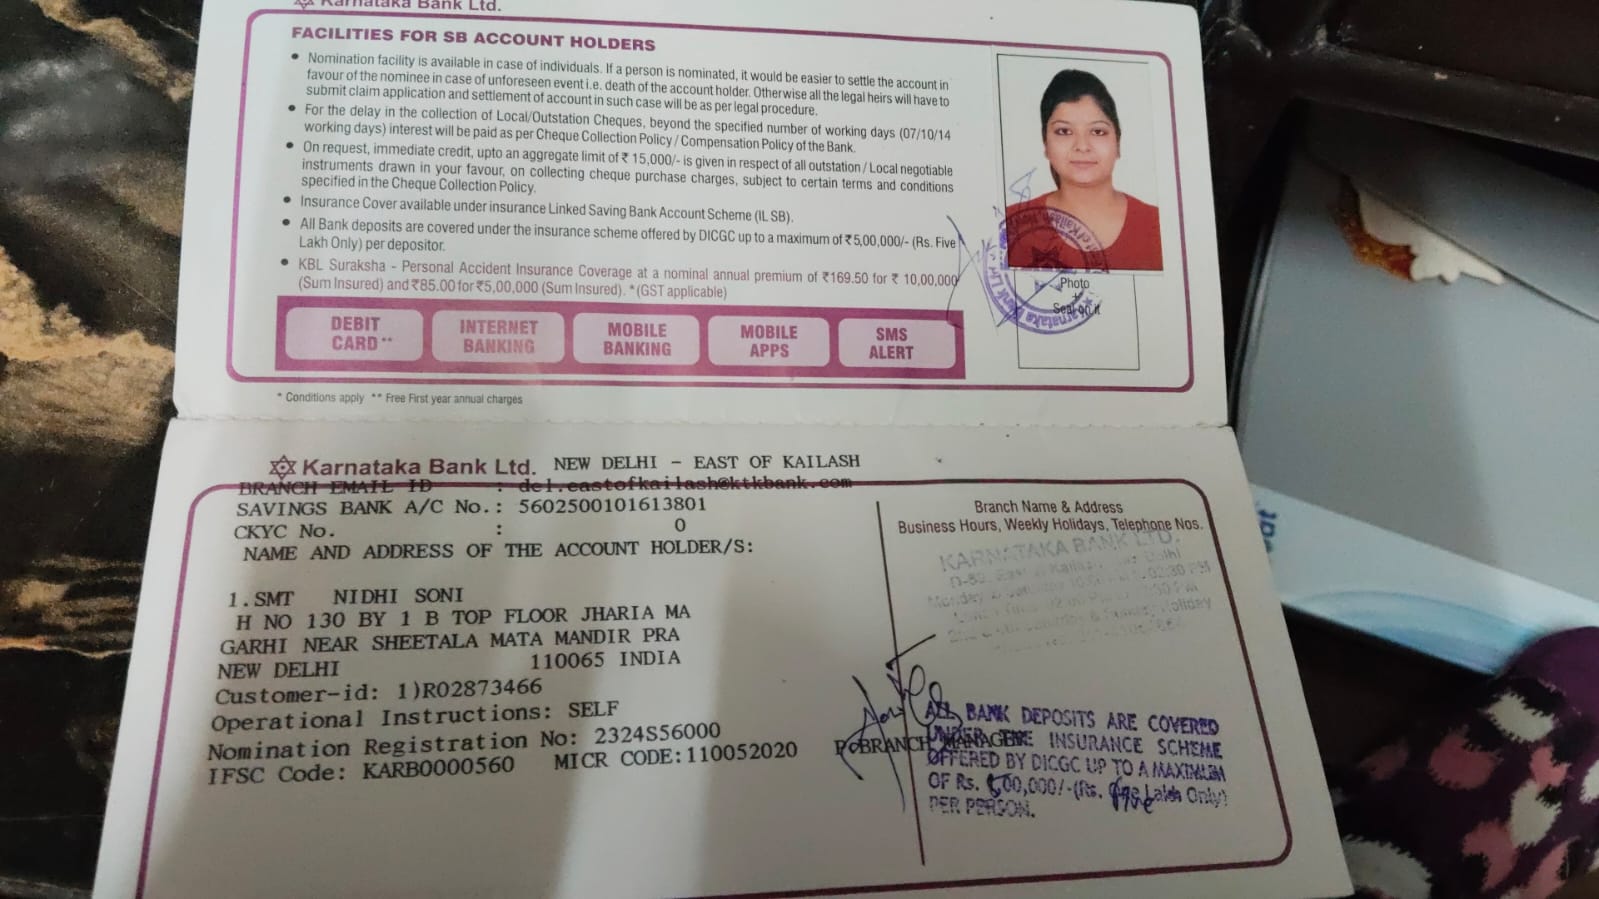 Karnataka Bank Ltd.
FACILITIES FOR SB ACCOUNT HOLDERS
• Nomination facility is available in case of individuals. If a person is nominated, it would be easier to settle the account in
favour of the nominee in case of unforeseen event i.e. death of the account holder. Otherwise all the legal heirs will have to
submit claim application and settlement of account in such case will be as per legal procedure.
• For the delay in the collection of Local/Outstation Cheques, beyond the specified number of working days (07/10/14
working days) interest will be paid as per Cheque Collection Policy / Compensation Policy of the Bank.
• On request, immediate credit, upto an aggregate limit of ₹ 15,000/- is given in respect of all outstation / Local negotiable
instruments drawn in your favour, on collecting cheque purchase charges, subject to certain terms and conditions
specified in the Cheque Collection Policy.
• Insurance Cover available under insurance Linked Saving Bank Account Scheme (IL SB).
• All Bank deposits are covered under the insurance scheme offered by DICGC up to a maximum of ₹5,00,000/- (Rs. Five
Lakh Only) per depositor.
• KBL Suraksha - Personal Accident Insurance Coverage at a nominal annual premium of ₹169.50 for ₹ 10,00,000
(Sum Insured) and ₹85.00 for ₹5,00,000 (Sum Insured). *(GST applicable)
Photo
+
Seal on it
DEBIT CARD**
INTERNET BANKING
MOBILE BANKING
MOBILE APPS
SMS ALERT
* Conditions apply ** Free First year annual charges
Karnataka Bank Ltd. NEW DELHI - EAST OF KAILASH
BRANCH EMAIL ID : del.eastofkailash@ktkbank.com
SAVINGS BANK A/C No.: 5602500101613801
CKYC No. : 0
NAME AND ADDRESS OF THE ACCOUNT HOLDER/S:
1.SMT NIDHI SONI
H NO 130 BY 1 B TOP FLOOR JHARIA MA
GARHI NEAR SHEETALA MATA MANDIR PRA
NEW DELHI 110065 INDIA
Customer-id: 1)R02873466
Operational Instructions: SELF
Nomination Registration No: 2324S56000
IFSC Code: KARB0000560 MICR CODE:110052020
Branch Name & Address
Business Hours, Weekly Holidays, Telephone Nos.
KARNATAKA BANK LTD.
BRANCH MANAGER
ALL BANK DEPOSITS ARE COVERED
UNDER THE INSURANCE SCHEME
OFFERED BY DICGC UP TO A MAXIMUM
OF Rs. 500,000/-(Rs. Five Lakh Only)
PER PERSON.